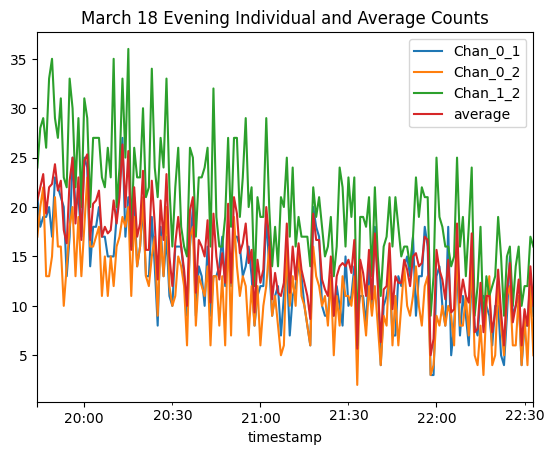 March 18 Evening Individual and Average Counts
Chan_0_1
Chan_0_2
Chan_1_2
average
35
30
25
20
15
10
5
20:00
20:30
21:00
21:30
22:00
22:30
timestamp